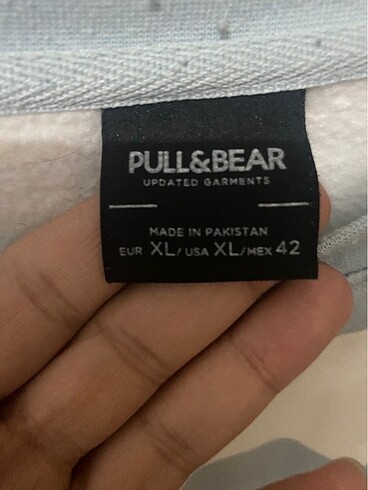 PULL&BEAR
UPDATED GARMENTS
MADE IN PAKISTAN
EUR XL/USA XL/MEX 42